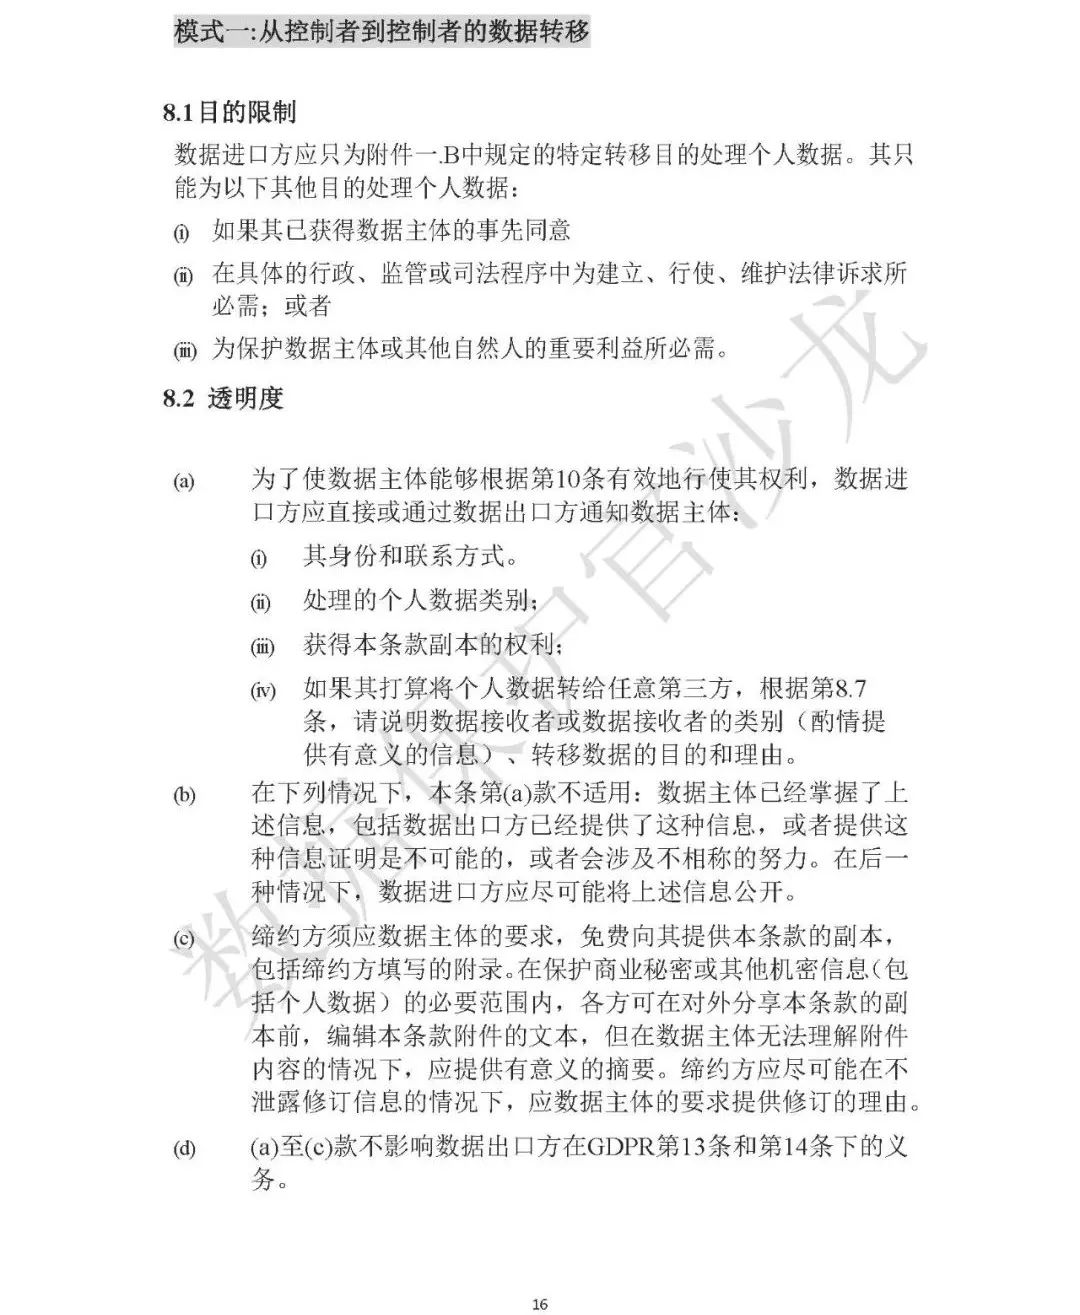 模式一:从控制者到控制者的数据转移
8.1目的限制
数据进口方应只为附件一.B中规定的特定转移目的处理个人数据。其只
能为以下其他目的处理个人数据：
(i) 如果其已获得数据主体的事先同意
(ii) 在具体的行政、监管或司法程序中为建立、行使、维护法律诉求所
必需；或者
(iii) 为保护数据主体或其他自然人的重要利益所必需。
8.2 透明度
(a) 为了使数据主体能够根据第10条有效地行使其权利，数据进
口方应直接或通过数据出口方通知数据主体：
(i) 其身份和联系方式。
(ii) 处理的个人数据类别；
(iii) 获得本条款副本的权利；
(iv) 如果其打算将个人数据转给任意第三方，根据第8.7
条，请说明数据接收者或数据接收者的类别（酌情提
供有意义的信息）、转移数据的目的和理由。
(b) 在下列情况下，本条第(a)款不适用：数据主体已经掌握了上
述信息，包括数据出口方已经提供了这种信息，或者提供这
种信息证明是不可能的，或者会涉及不相称的努力。在后一
种情况下，数据进口方应尽可能将上述信息公开。
(c) 缔约方须应数据主体的要求，免费向其提供本条款的副本，
包括缔约方填写的附录。在保护商业秘密或其他机密信息（包
括个人数据）的必要范围内，各方可在对外分享本条款的副
本前，编辑本条款附件的文本，但在数据主体无法理解附件
内容的情况下，应提供有意义的摘要。缔约方应尽可能在不
泄露修订信息的情况下，应数据主体的要求提供修订的理由。
(d) (a)至(c)款不影响数据出口方在GDPR第13条和第14条下的义
务。
数据保护官沙龙
16